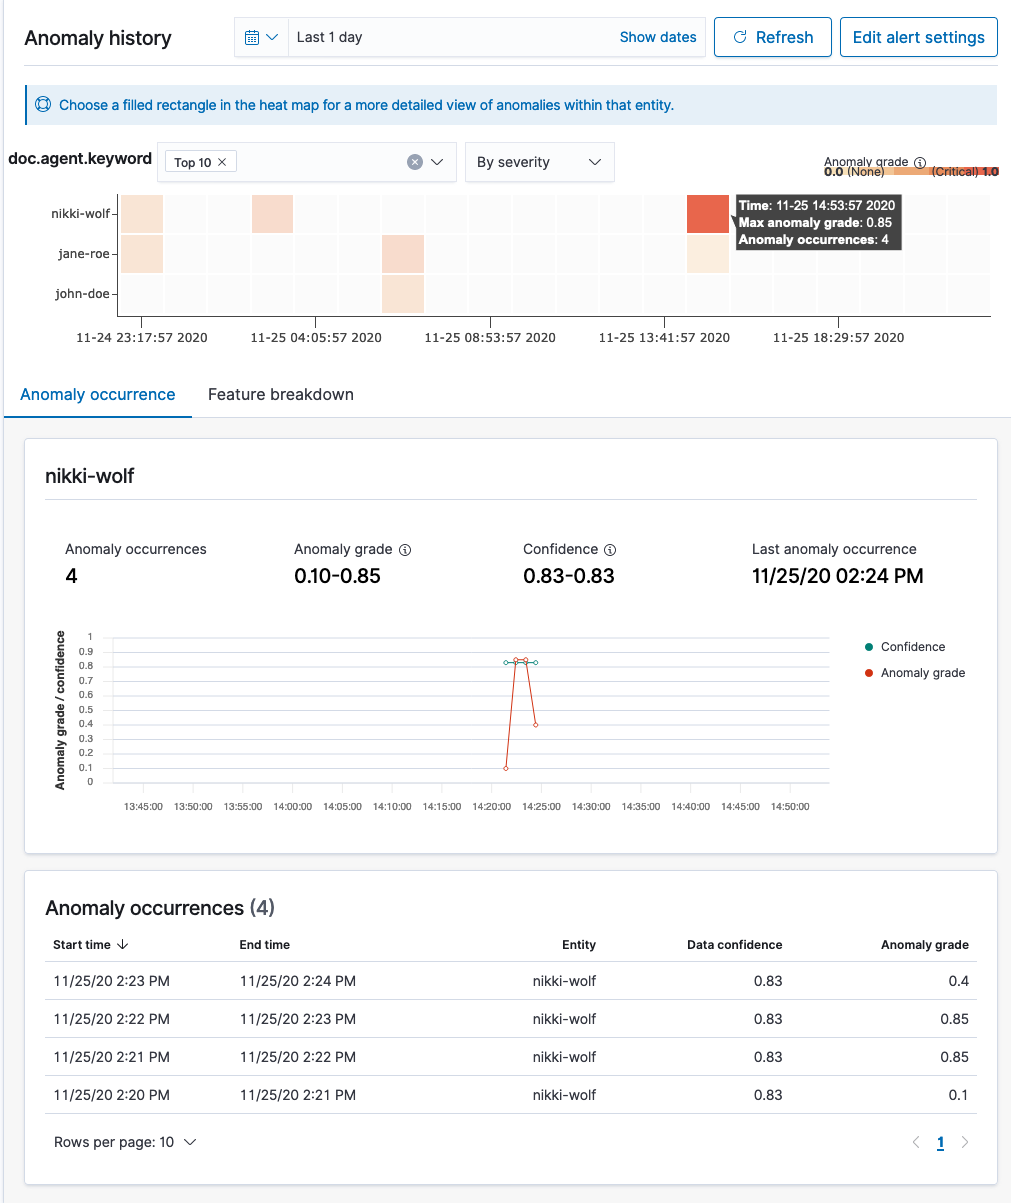 Anomaly history
Last 1 day
Show dates
Refresh
Edit alert settings
Choose a filled rectangle in the heat map for a more detailed view of anomalies within that entity.
doc.agent.keyword
Top 10
By severity
Anomaly grade
0.0 (None)
(Critical) 1.0
nikki-wolf
jane-roe
john-doe
Time: 11-25 14:53:57 2020
Max anomaly grade: 0.85
Anomaly occurrences: 4
11-24 23:17:57 2020
11-25 04:05:57 2020
11-25 08:53:57 2020
11-25 13:41:57 2020
11-25 18:29:57 2020
Anomaly occurrence
Feature breakdown
nikki-wolf
Anomaly occurrences
4
Anomaly grade
0.10-0.85
Confidence
0.83-0.83
Last anomaly occurrence
11/25/20 02:24 PM
Anomaly grade / confidence
1
0.9
0.8
0.7
0.6
0.5
0.4
0.3
0.2
0.1
0
13:45:00
13:50:00
13:55:00
14:00:00
14:05:00
14:10:00
14:15:00
14:20:00
14:25:00
14:30:00
14:35:00
14:40:00
14:45:00
14:50:00
Confidence
Anomaly grade
Anomaly occurrences (4)
Start time End time Entity Data confidence Anomaly grade
11/25/20 2:23 PM 11/25/20 2:24 PM nikki-wolf 0.83 0.4
11/25/20 2:22 PM 11/25/20 2:23 PM nikki-wolf 0.83 0.85
11/25/20 2:21 PM 11/25/20 2:22 PM nikki-wolf 0.83 0.85
11/25/20 2:20 PM 11/25/20 2:21 PM nikki-wolf 0.83 0.1
Rows per page: 10
1